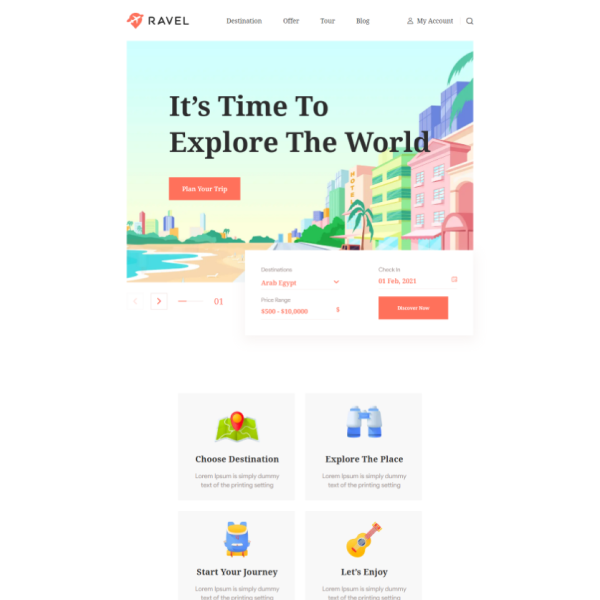 RAVEL
Destination Offer Tour Blog My Account
It's Time To
Explore The World
Plan Your Trip
HOTEL
Destinations
Arab Egypt
Check In
01 Feb, 2021
Price Range
$500 - $10,0000 $
Discover Now
01
Choose Destination
Lorem Ipsum is simply dummy
text of the printing setting
Explore The Place
Lorem Ipsum is simply dummy
text of the printing setting
Start Your Journey
Lorem Ipsum is simply dummy
text of the printing setting
Let's Enjoy
Lorem Ipsum is simply dummy
text of the printing setting